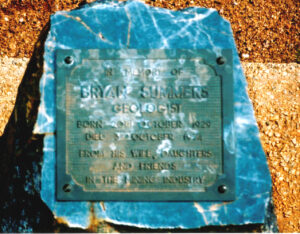 IN MEMORY OF
BRYAN SUMMERS
GEOLOGIST
BORN OCTOBER 1929
DIED OCTOBER
FROM HIS WIFE, DAUGHTERS
AND FRIENDS
IN THE MINING INDUSTRY